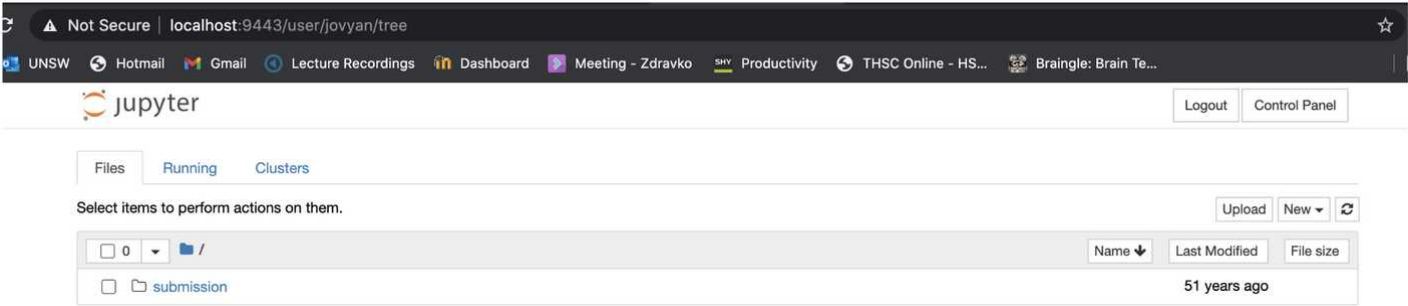 Not Secure | localhost:9443/user/jovyan/tree
UNSW Hotmail Gmail Lecture Recordings Dashboard Meeting - Zdravko SHY Productivity THSC Online - HS... Braingle: Brain Te...
jupyter Logout Control Panel
Files Running Clusters
Select items to perform actions on them. Upload New
0 / Name Last Modified File size
submission 51 years ago